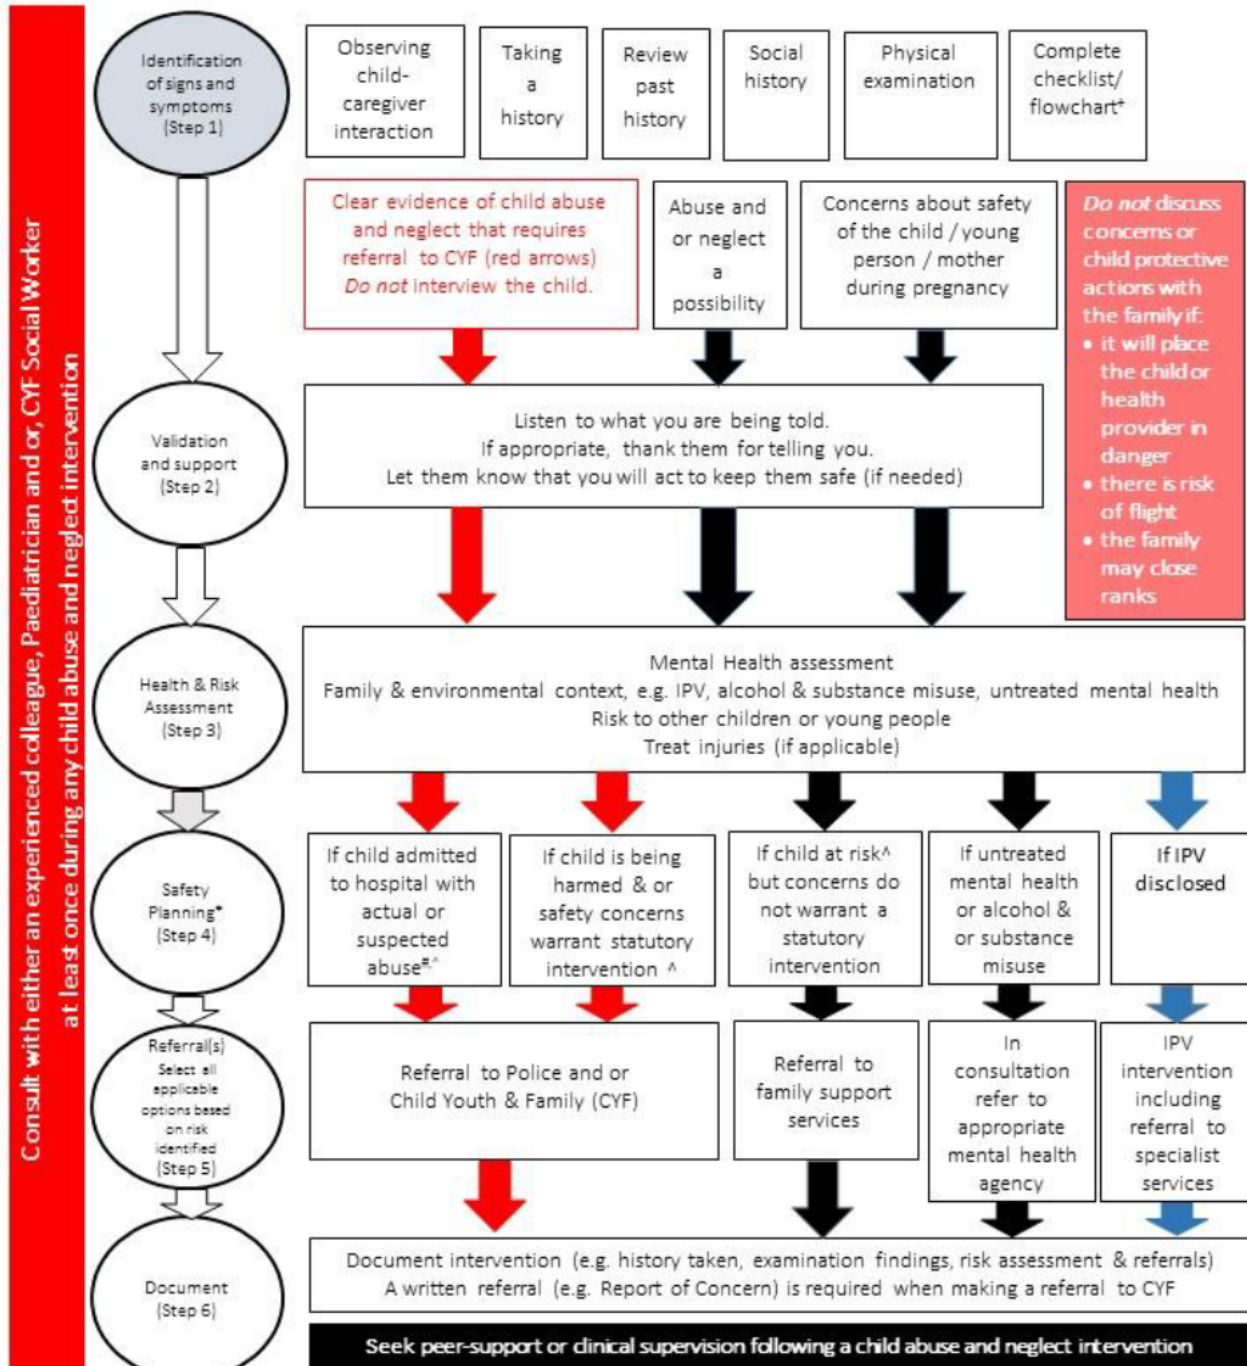 Consult with either an experienced colleague, Paediatrician and or, CYF Social Worker
at least once during any child abuse and neglect intervention
Identification
of signs and
symptoms
(Step 1)
Observing
child-
caregiver
interaction
Taking
a
history
Review
past
history
Social
history
Physical
examination
Complete
checklist/
flowchart⁺
Clear evidence of child abuse
and neglect that requires
referral to CYF (red arrows)
Do not interview the child.
Abuse and
or neglect
a
possibility
Concerns about safety
of the child / young
person / mother
during pregnancy
Do not discuss
concerns or
child protective
actions with
the family if:
• it will place
the child or
health
provider in
danger
• there is risk
of flight
• the family
may close
ranks
Validation
and support
(Step 2)
Listen to what you are being told.
If appropriate, thank them for telling you.
Let them know that you will act to keep them safe (if needed)
Health & Risk
Assessment
(Step 3)
Mental Health assessment
Family & environmental context, e.g. IPV, alcohol & substance misuse, untreated mental health
Risk to other children or young people
Treat injuries (if applicable)
Safety
Planning*
(Step 4)
If child admitted
to hospital with
actual or
suspected
abuse#,^
If child is being
harmed & or
safety concerns
warrant statutory
intervention ^
If child at risk^
but concerns do
not warrant a
statutory
intervention
If untreated
mental health
or alcohol &
or substance
misuse
If IPV
disclosed
Referral(s)
Select all
applicable
options based
on risk
identified
(Step 5)
Referral to Police and or
Child Youth & Family (CYF)
Referral to
family support
services
In
consultation
refer to
appropriate
mental health
agency
IPV
intervention
including
referral to
specialist
services
Document
(Step 6)
Document intervention (e.g. history taken, examination findings, risk assessment & referrals)
A written referral (e.g. Report of Concern) is required when making a referral to CYF
Seek peer-support or clinical supervision following a child abuse and neglect intervention